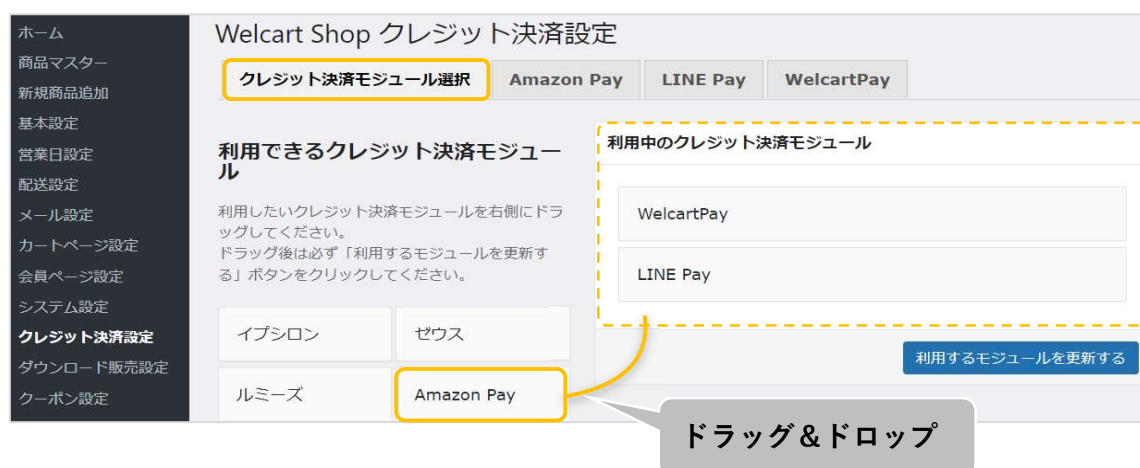 ホーム
商品マスター
新規商品追加
基本設定
営業日設定
配送設定
メール設定
カートページ設定
会員ページ設定
システム設定
クレジット決済設定
ダウンロード販売設定
クーポン設定
Welcart Shop クレジット決済設定
クレジット決済モジュール選択 Amazon Pay LINE Pay WelcartPay
利用できるクレジット決済モジュー
ル
利用したいクレジット決済モジュールを右側にドラ
ッグしてください。
ドラッグ後は必ず「利用するモジュールを更新す
る」ボタンをクリックしてください。
イプシロン ゼウス
ルミーズ Amazon Pay
利用中のクレジット決済モジュール
WelcartPay
LINE Pay
利用するモジュールを更新する
ドラッグ&ドロップ